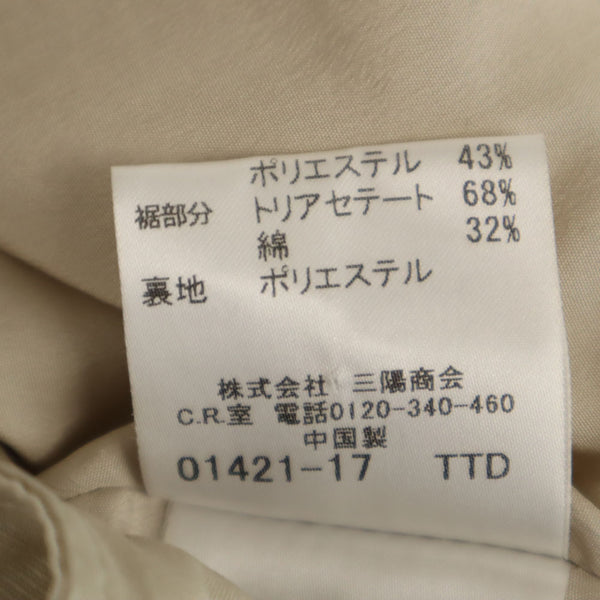 ポリエステル 43%
裾部分 トリアセテート 68%
綿 32%
裏地 ポリエステル
株式会社 三陽商会
C.R.室 電話0120-340-460
中国製
01421-17 TTD